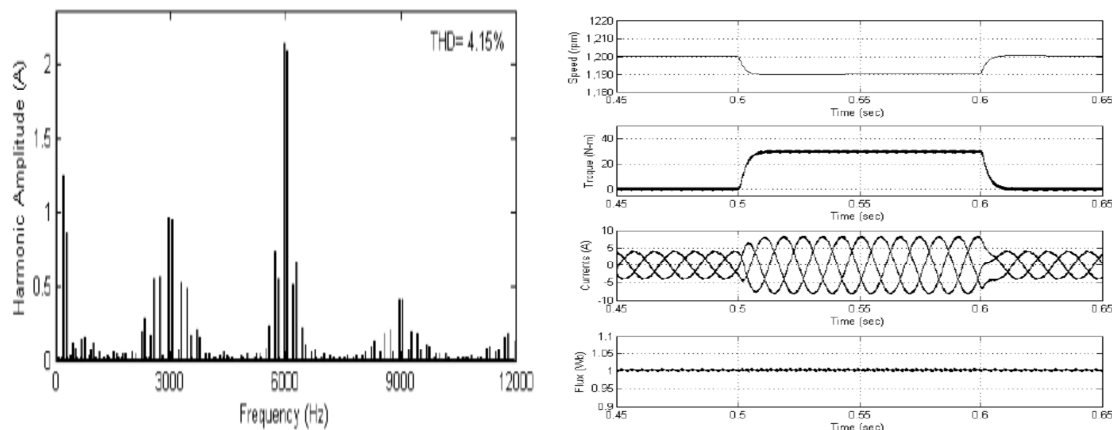 THD= 4.15%
Harmonic Amplitude (A)
2
1.5
1
0.5
0
0 3000 6000 9000 12000
Frequency (Hz)
Speed (rpm)
1220
1,210
1,200
1,190
1,180
0.45 0.5 0.55 0.6 0.65
Time (sec)
Troque (N-m)
40
20
0
0.45 0.5 0.55 0.6 0.65
Time (sec)
Currents (A)
10
5
0
-5
-10
0.45 0.5 0.55 0.6 0.65
Time (sec)
Flux (Wb)
1.1
1.05
1
0.95
0.9
0.45 0.5 0.55 0.6 0.65
Time (sec)